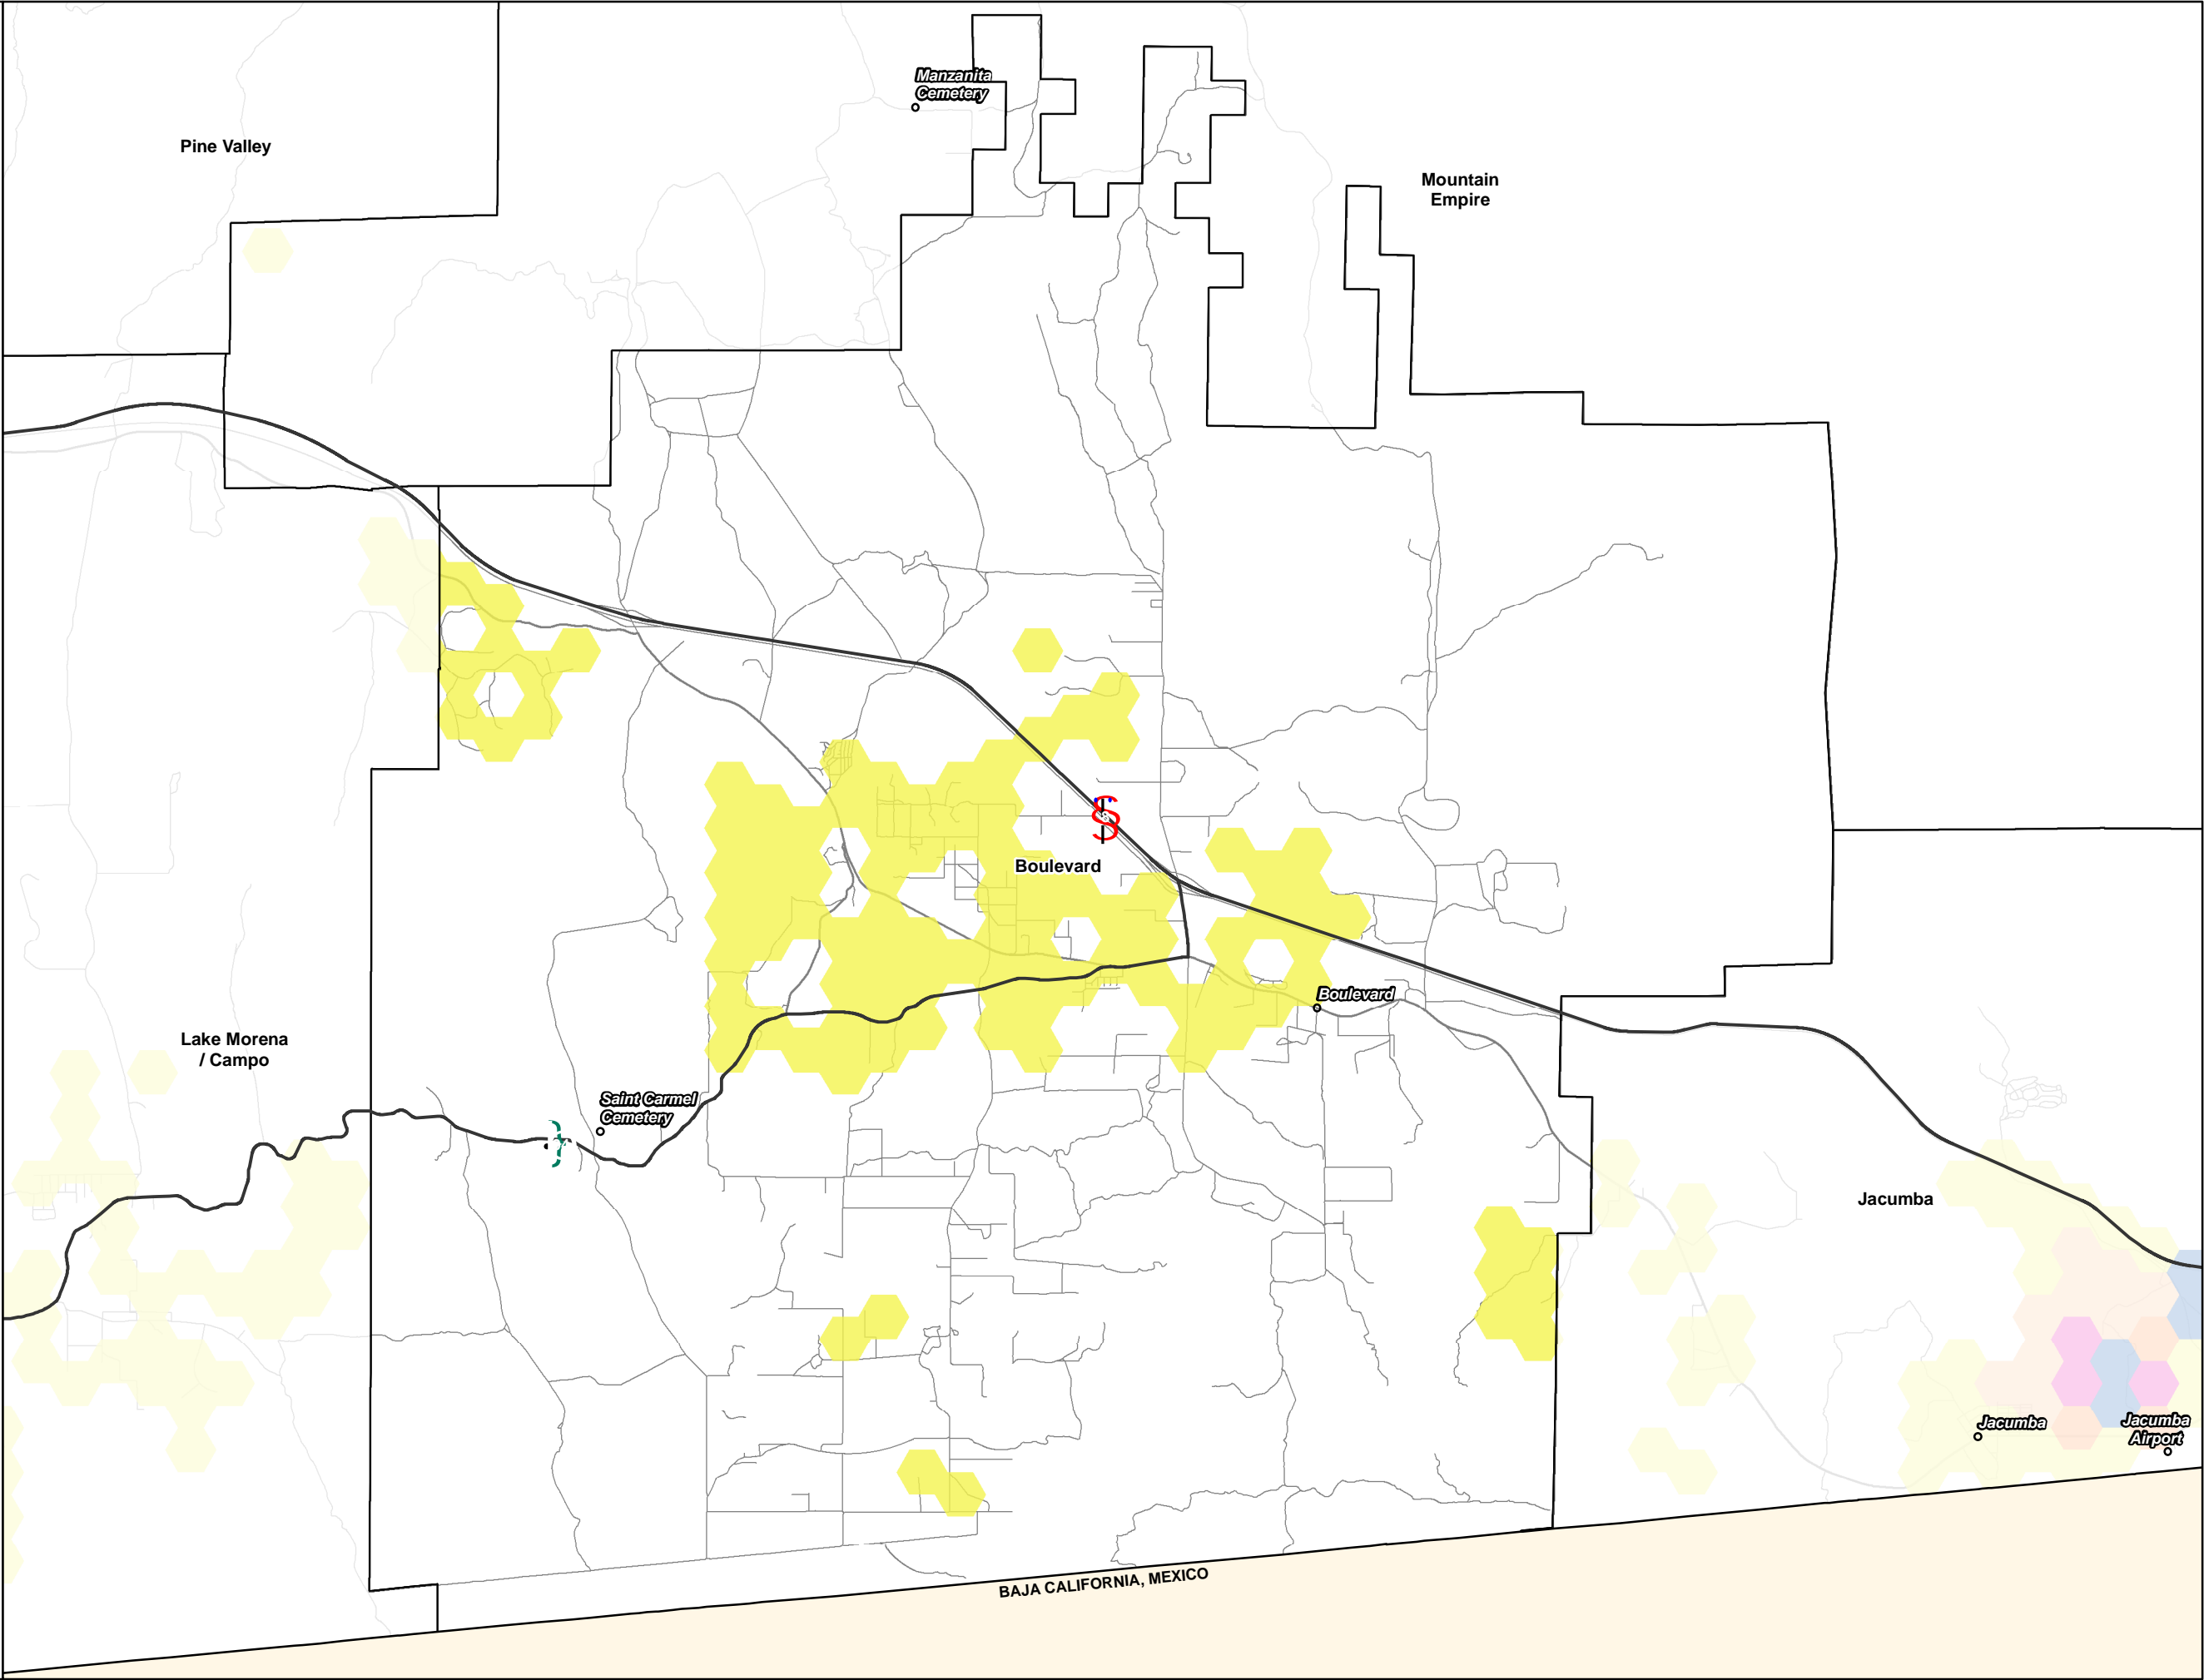 Manzanita
Cemetery
Pine Valley
Mountain
Empire
Boulevard
Boulevard
Lake Morena
/ Campo
Saint Carmel
Cemetery
Jacumba
Jacumba
Jacumba
Airport
BAJA CALIFORNIA, MEXICO